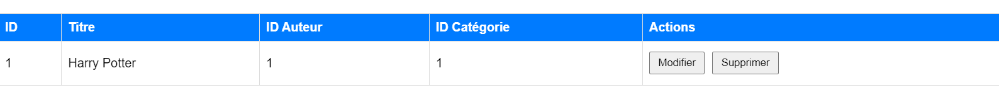 ID Titre ID Auteur ID Catégorie Actions
1 Harry Potter 1 1 Modifier Supprimer